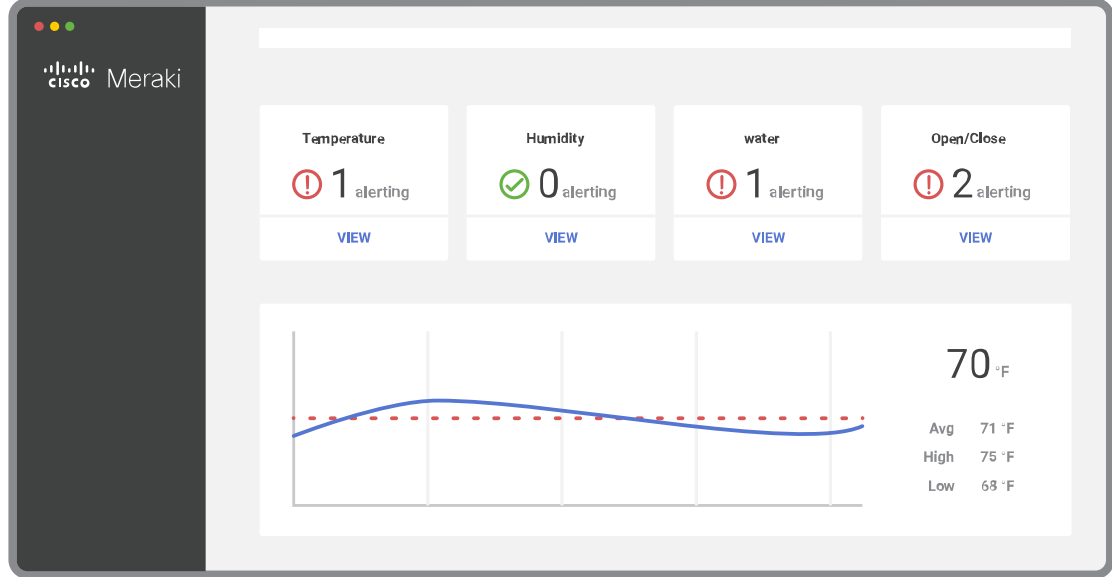 cisco Meraki
Temperature
1 alerting
VIEW
Humidity
0 alerting
VIEW
water
1 alerting
VIEW
Open/Close
2 alerting
VIEW
70 °F
Avg 71 °F
High 75 °F
Low 68 °F